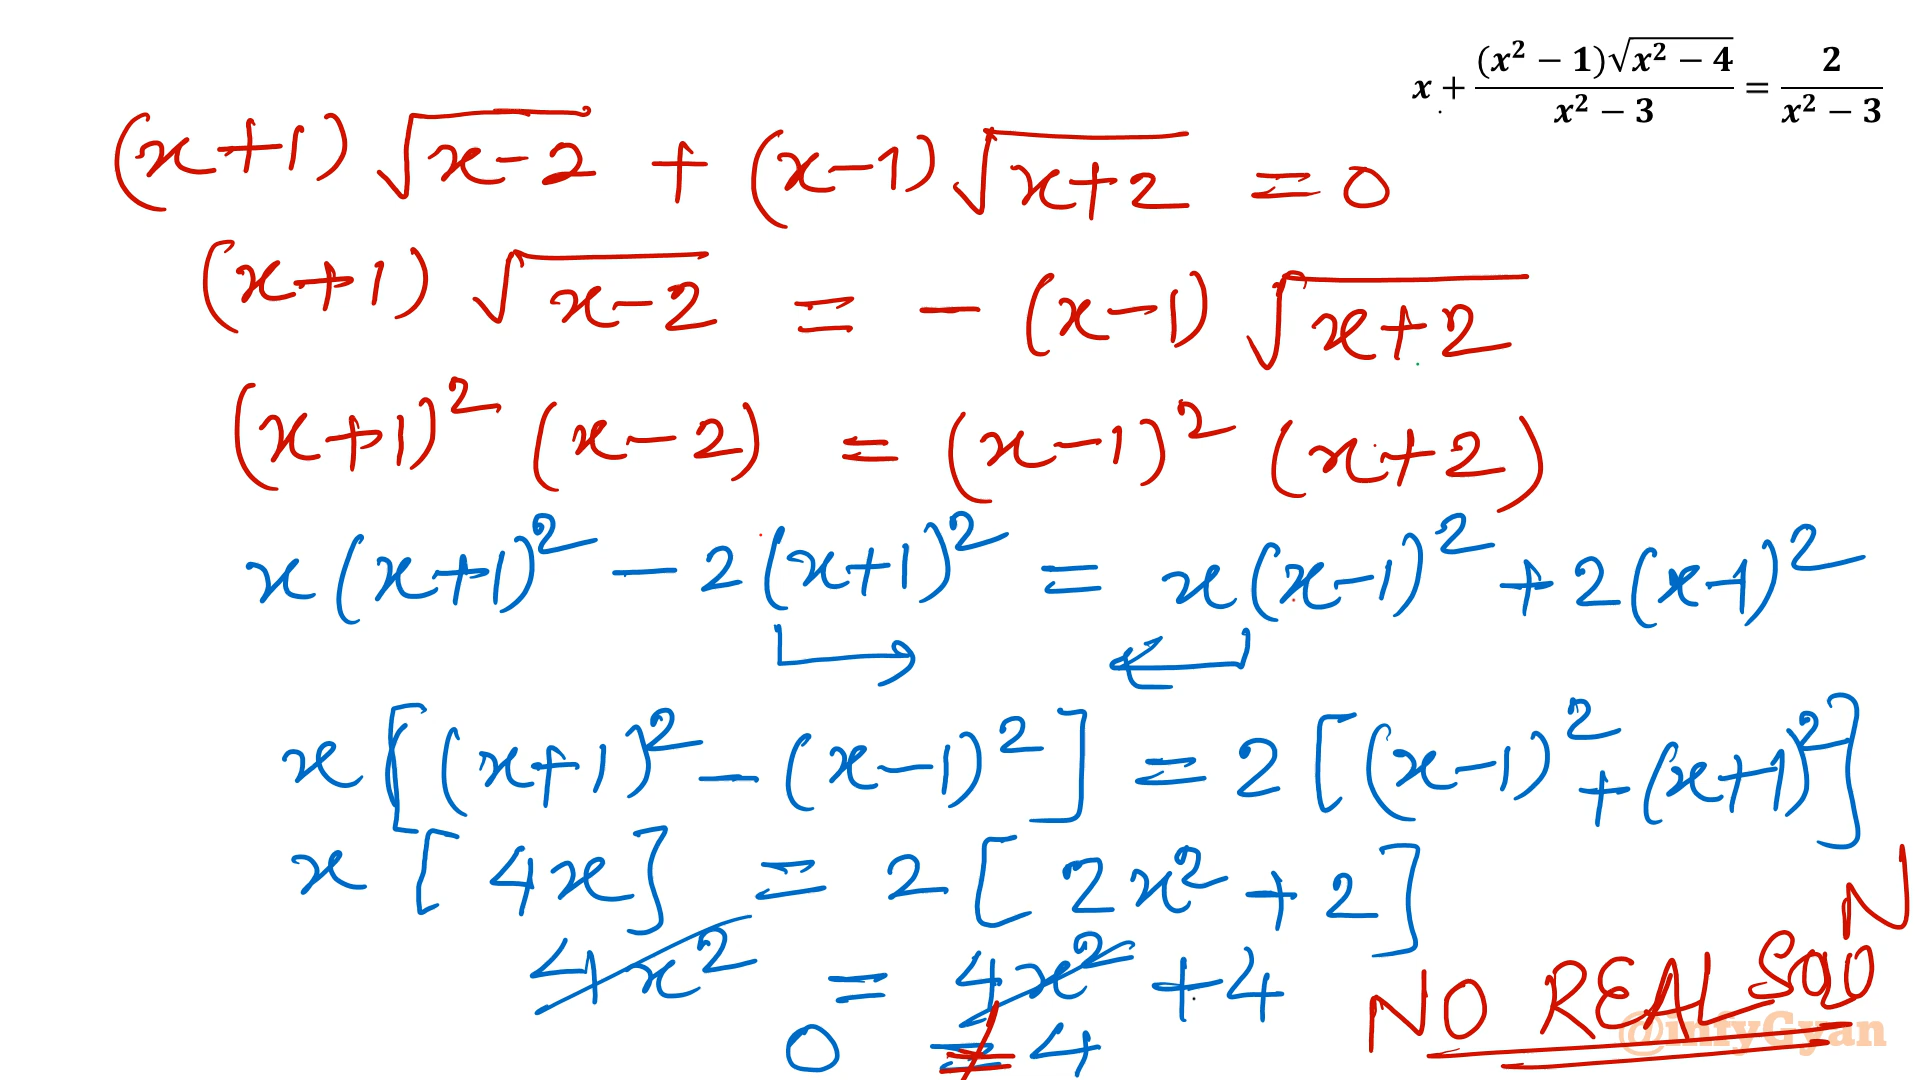 x + (x² − 1)√(x² − 4) / (x² − 3) = 2 / (x² − 3)
(x+1) √(x−2) + (x−1) √(x+2) = 0
(x+1) √(x−2) = − (x−1) √(x+2)
(x+1)² (x−2) = (x−1)² (x+2)
x(x+1)² − 2(x+1)² = x(x−1)² + 2(x−1)²
x[(x+1)² − (x−1)²] = 2[(x−1)² + (x+1)²]
x[4x] = 2[2x² + 2]
4x² = 4x² + 4
0 ≠ 4
NO REAL SOLN
@infyGyan